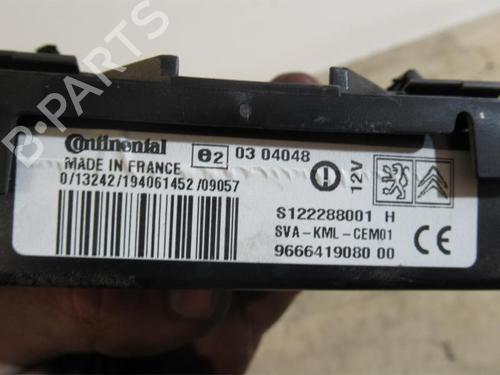 B-PARTS
Continental
MADE IN FRANCE
0/13242/194061452/09057
e2 03 04048
12V
S122288001 H
SVA-KML-CEM01
9666419080 00
CE